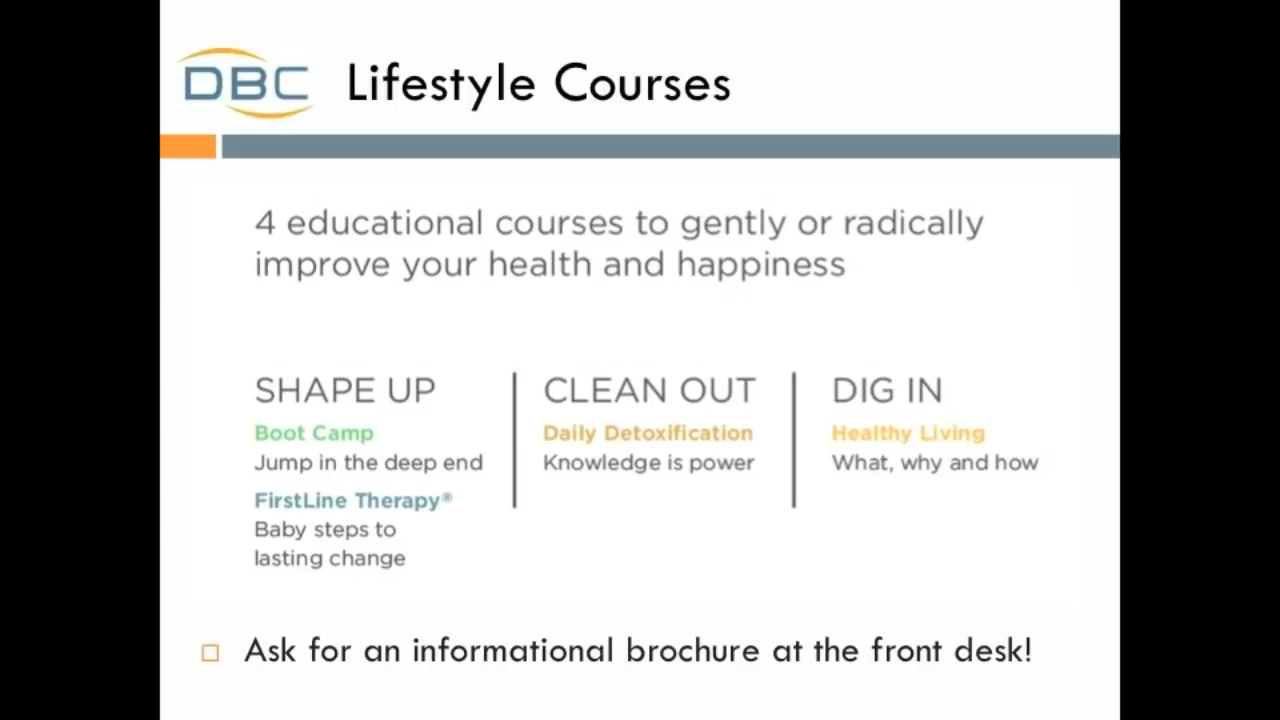 DBC Lifestyle Courses
4 educational courses to gently or radically
improve your health and happiness
SHAPE UP
Boot Camp
Jump in the deep end
FirstLine Therapy®
Baby steps to
lasting change
CLEAN OUT
Daily Detoxification
Knowledge is power
DIG IN
Healthy Living
What, why and how
Ask for an informational brochure at the front desk!